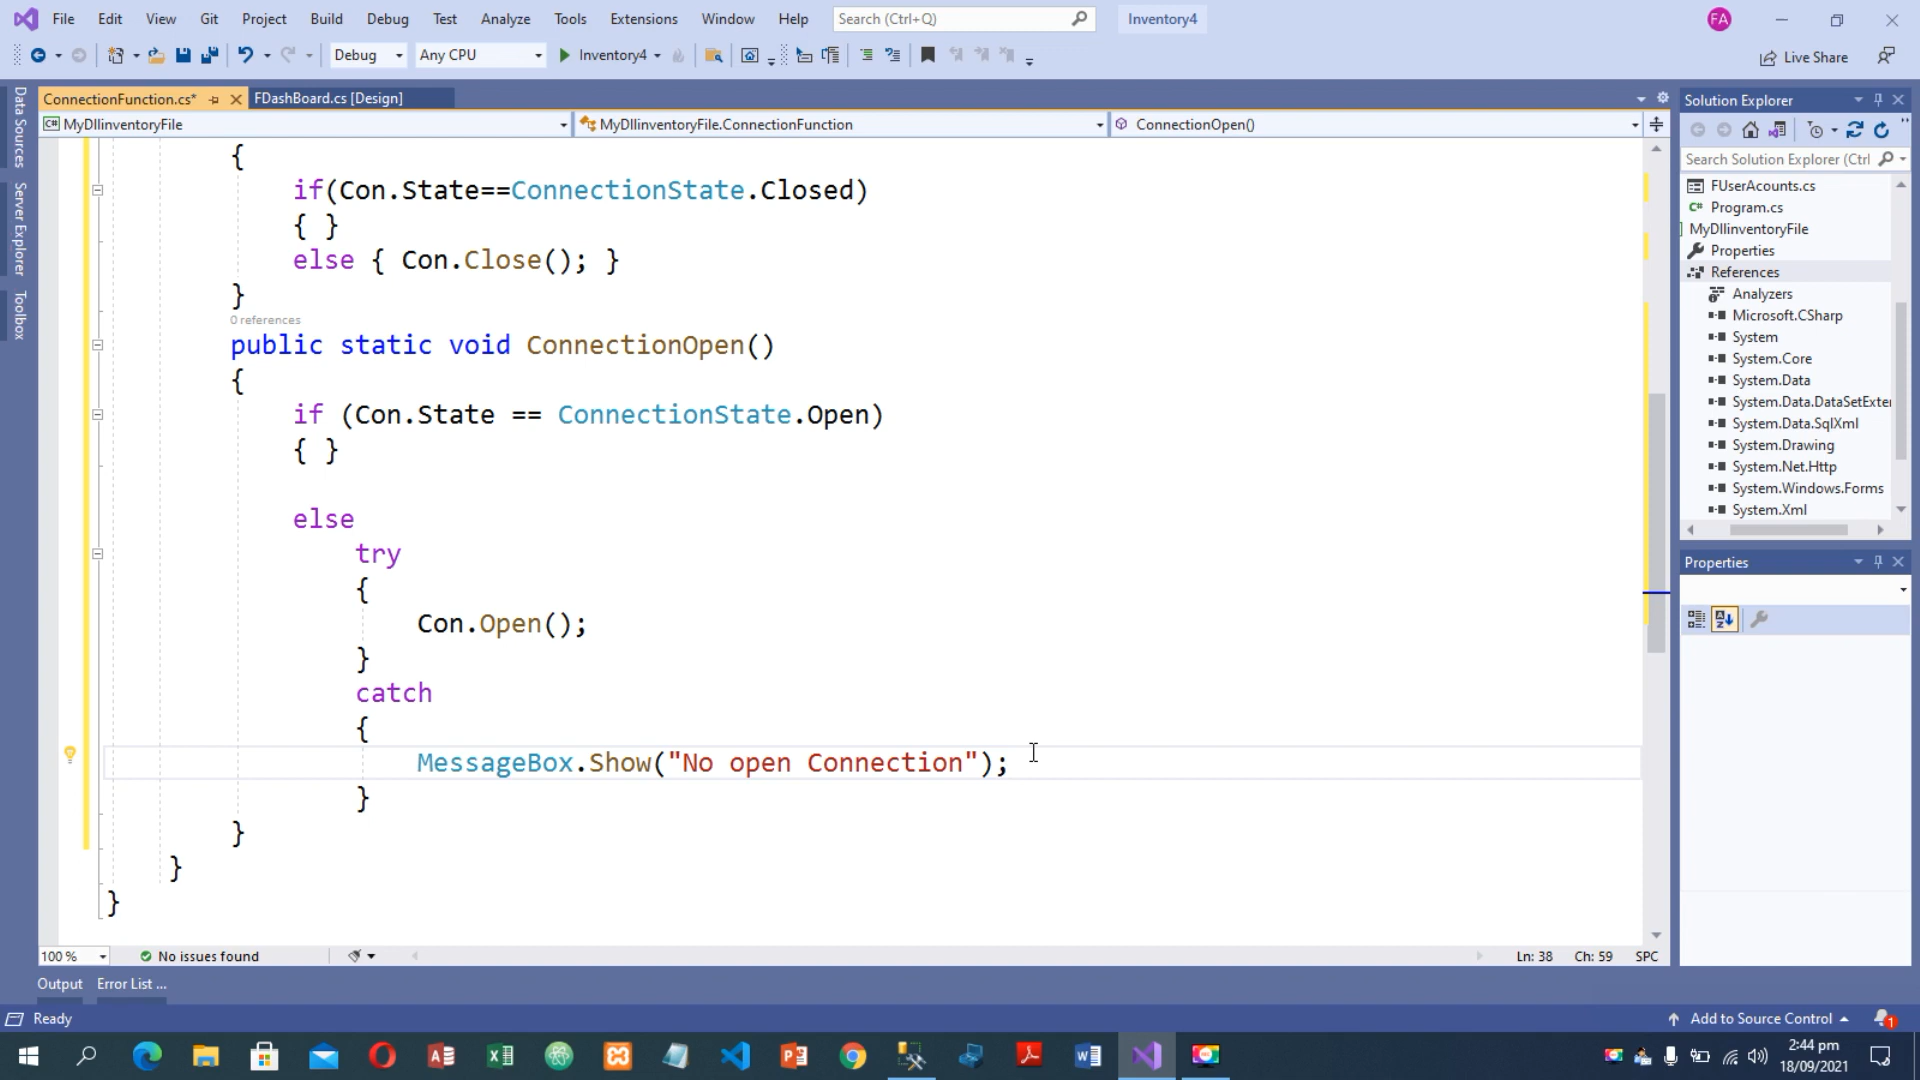 File Edit View Git Project Build Debug Test Analyze Tools Extensions Window Help Search (Ctrl+Q) Inventory4 FA
Debug Any CPU Inventory4 Live Share
ConnectionFunction.cs* FDashBoard.cs [Design]
MyDllinventoryFile MyDllinventoryFile.ConnectionFunction ConnectionOpen()
Data Sources
Server Explorer
Toolbox
{
if(Con.State==ConnectionState.Closed)
{ }
else { Con.Close(); }
}
0 references
public static void ConnectionOpen()
{
if (Con.State == ConnectionState.Open)
{ }
else
try
{
Con.Open();
}
catch
{
MessageBox.Show("No open Connection");
}
}
}
}
100 % No issues found Ln: 38 Ch: 59 SPC
Solution Explorer
Search Solution Explorer (Ctrl
FUserAcounts.cs
C# Program.cs
MyDllinventoryFile
Properties
References
Analyzers
Microsoft.CSharp
System
System.Core
System.Data
System.Data.DataSetExter
System.Data.SqlXml
System.Drawing
System.Net.Http
System.Windows.Forms
System.Xml
Properties
Output Error List ...
Ready Add to Source Control 1
2:44 pm
18/09/2021